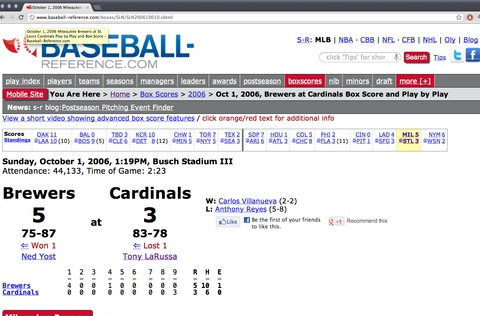 October 1, 2006 Milwauke
www.baseball-reference.com/boxes/SLN/SLN200610010.shtml
October 1, 2006 Milwaukee Brewers at St.
Louis Cardinals Play by Play and Box Score -
Baseball-Reference.com
BASEBALL-
REFERENCE.COM
S-R: MLB | NBA | CBB | NFL | CFB | NHL | Oly | Blog
click 'Tips' for Search Tips
play index players teams seasons managers leaders awards postseason boxscores minors draft more [+]
Mobile Site You Are Here > Home > Box Scores > 2006 > Oct 1, 2006, Brewers at Cardinals Box Score and Play by Play
News: s-r blog:Postseason Pitching Event Finder
View a short video showing advanced box score features / click orange/red text for additional info
Scores OAK 11 BAL 0 TBD 3 KCR 10 CHW 1 NYY 5 TOR 7 SEA 3 SDP 7 HOU 1 COL 5 PHI 3 CIN 0 LAD 4 MIL 5 NYM 6
Standings @LAA 10 @BOS 9 (5) @CLE 6 @DET 8 (12) @MIN 5 @TEX 2 @ARI 6 @ATL 3 @CHC 8 @FLA 2 (11) @PIT 1 @SFG 3 @STL 3 @WSN 2
Sunday, October 1, 2006, 1:19PM, Busch Stadium III
Attendance: 44,133, Time of Game: 2:23
Brewers Cardinals
5 at 3
75-87 83-78
⇐ Won 1 ⇐ Lost 1
Ned Yost Tony LaRussa
W: Carlos Villanueva (2-2)
L: Anthony Reyes (5-8)
Like Be the first of your friends
to like this.
+1 Recommend this
1 2 3 4 5 6 7 8 9 R H E
Brewers 4 0 0 1 0 0 0 0 0 5 10 1
Cardinals 3 6 0